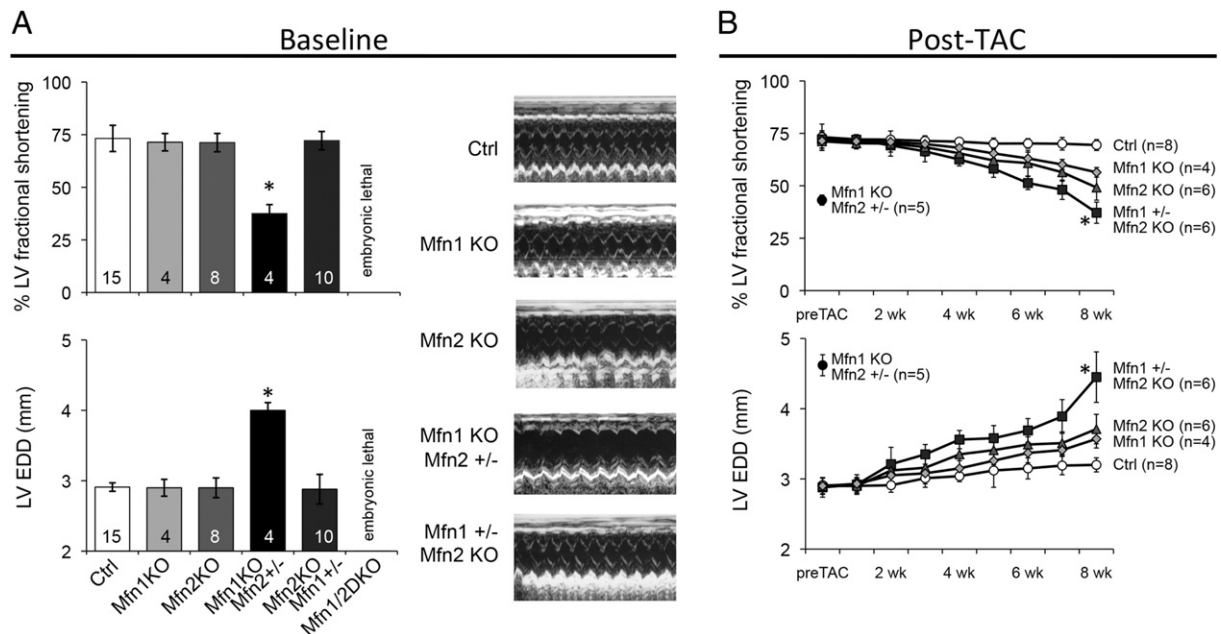 A
Baseline
% LV fractional shortening
100
75
50
25
0
*
15
4
8
4
10
embryonic lethal
LV EDD (mm)
5
4
3
2
*
15
4
8
4
10
embryonic lethal
Ctrl
Mfn1KO
Mfn2KO
Mfn1KO
Mfn2+/-
Mfn2KO
Mfn1+/-
Mfn1/2DKO
Ctrl
Mfn1 KO
Mfn2 KO
Mfn1 KO
Mfn2 +/-
Mfn1 +/-
Mfn2 KO
B
Post-TAC
% LV fractional shortening
100
75
50
25
0
Mfn1 KO
Mfn2 +/- (n=5)
Ctrl (n=8)
Mfn1 KO (n=4)
Mfn2 KO (n=6)
Mfn1 +/-
Mfn2 KO (n=6)
*
preTAC 2 wk 4 wk 6 wk 8 wk
LV EDD (mm)
5
4
3
2
Mfn1 KO
Mfn2 +/- (n=5)
*
Mfn1 +/-
Mfn2 KO (n=6)
Mfn2 KO (n=6)
Mfn1 KO (n=4)
Ctrl (n=8)
preTAC 2 wk 4 wk 6 wk 8 wk